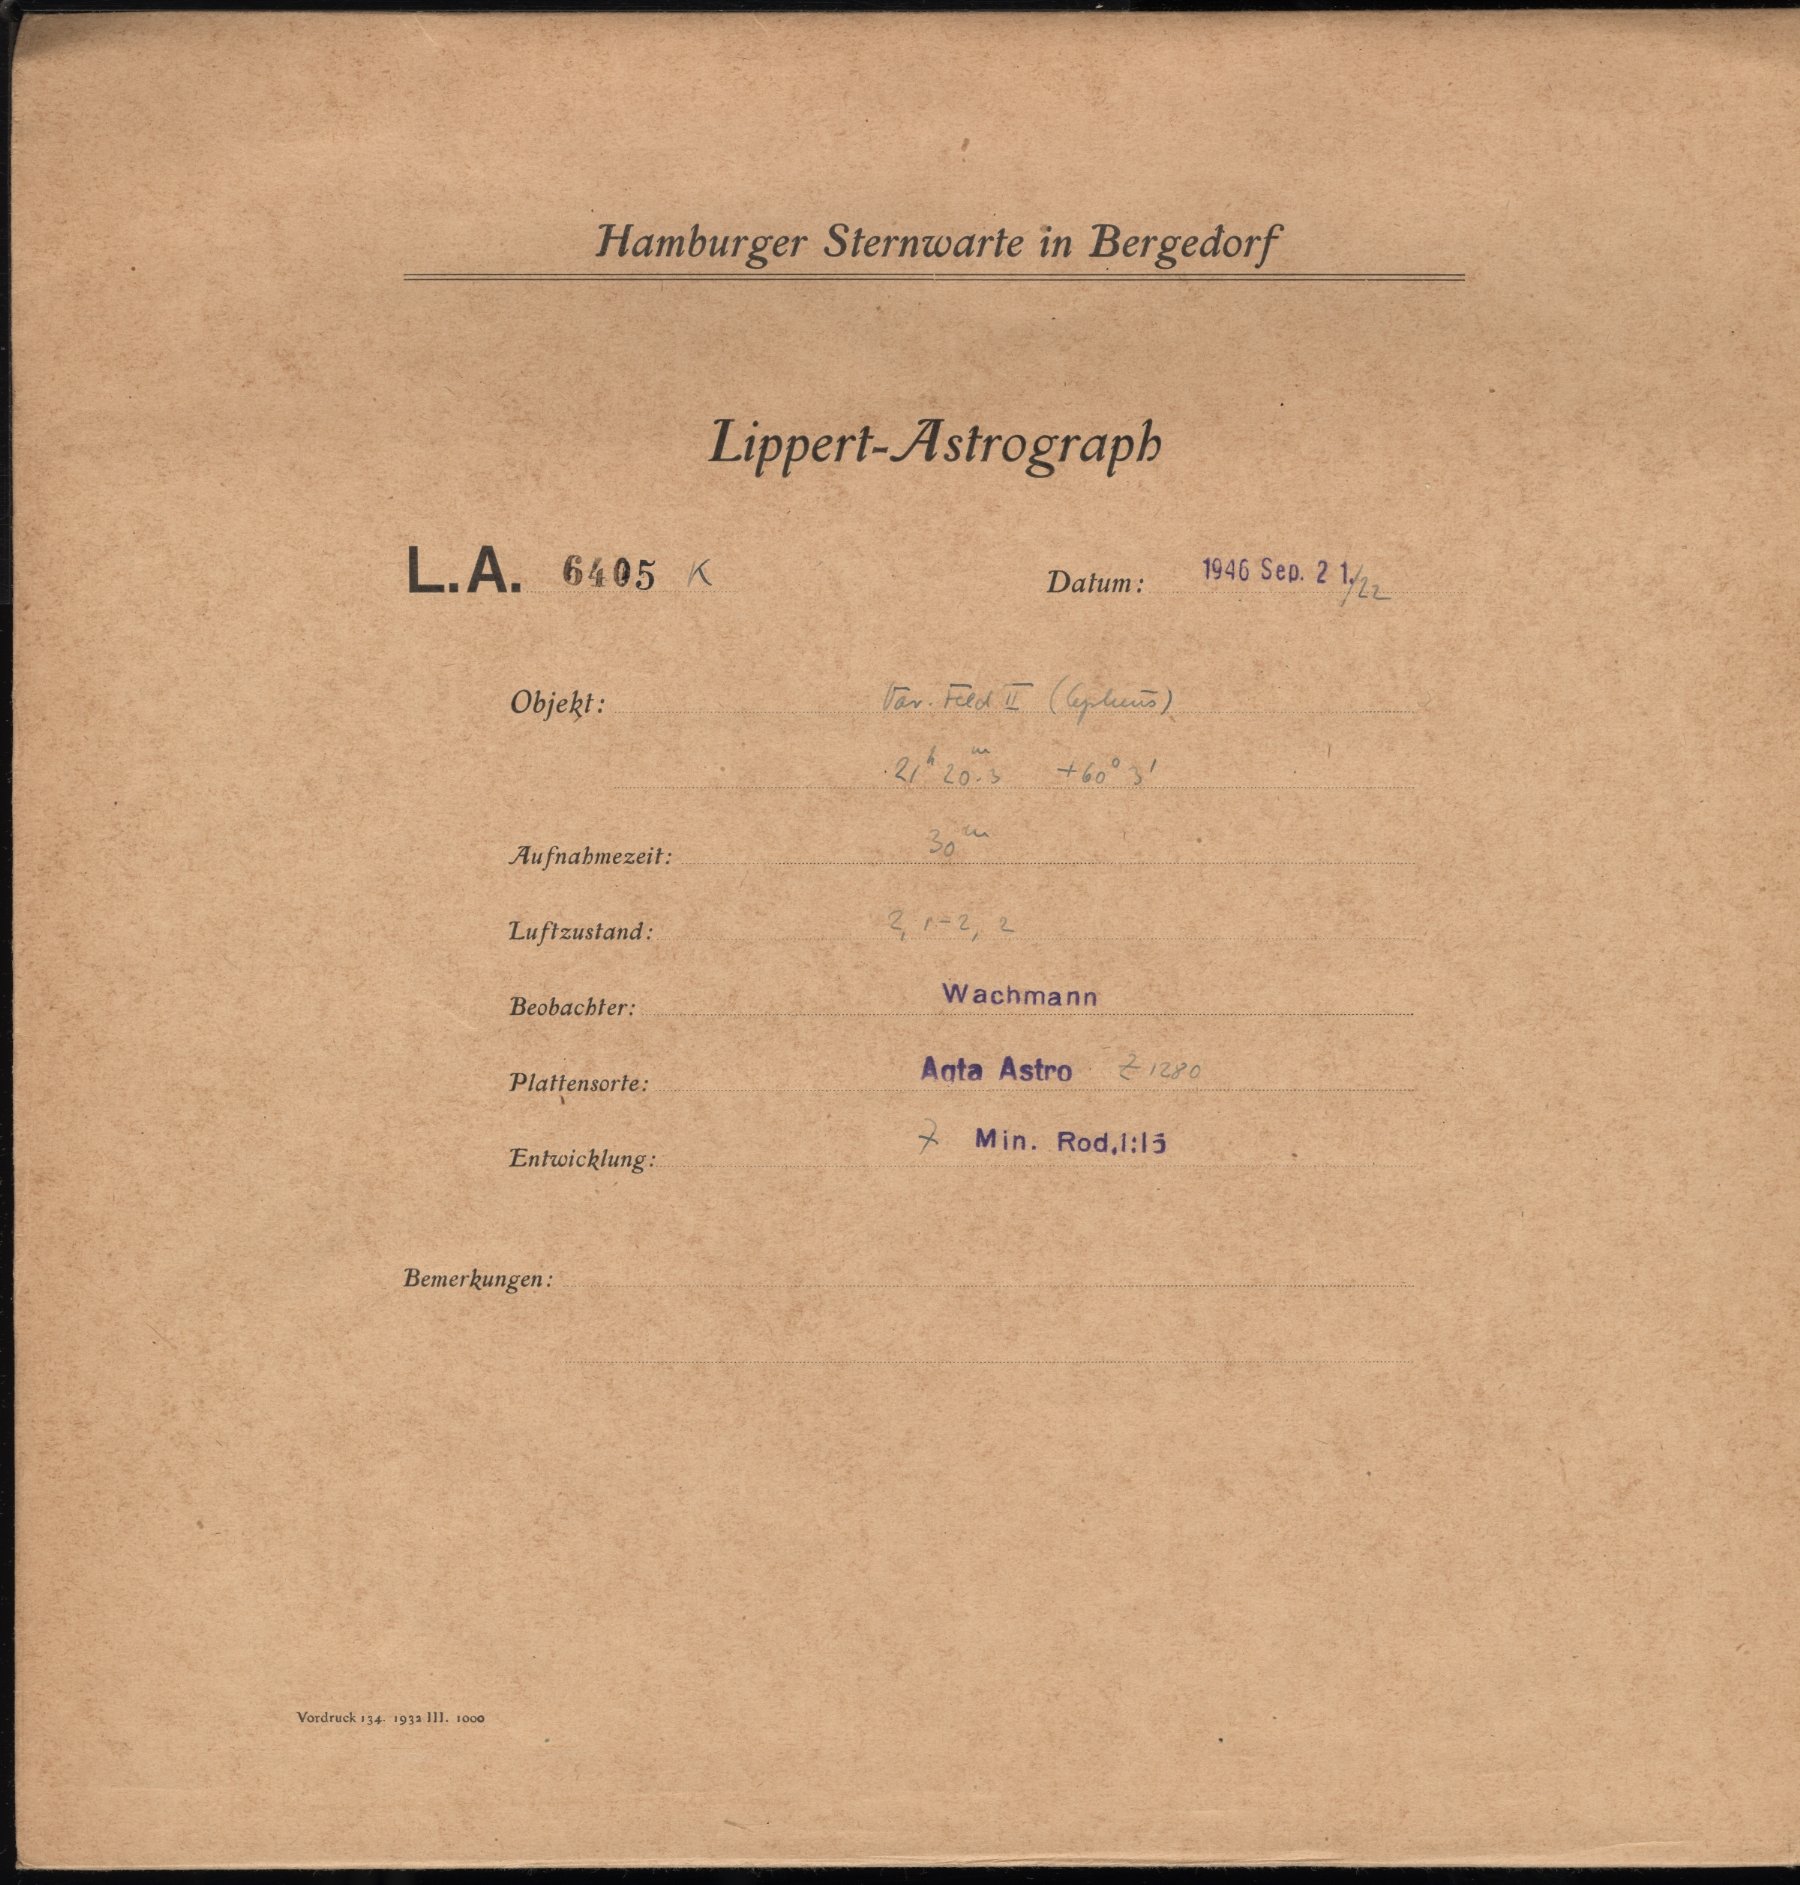 Hamburger Sternwarte in Bergedorf
Lippert-Astrograph
L.A. 6405 K Datum: 1946 Sep. 21./22
Objekt: Var. Feld II (Cepheus)
21h 20.m3 +60° 3'
Aufnahmezeit: 30m
Luftzustand: 2, 1-2, 2
Beobachter: Wachmann
Plattensorte: Agfa Astro Z 1280
Entwicklung: 7 Min. Rod. 1:15
Bemerkungen:
Vordruck 134. 1932 III. 1000